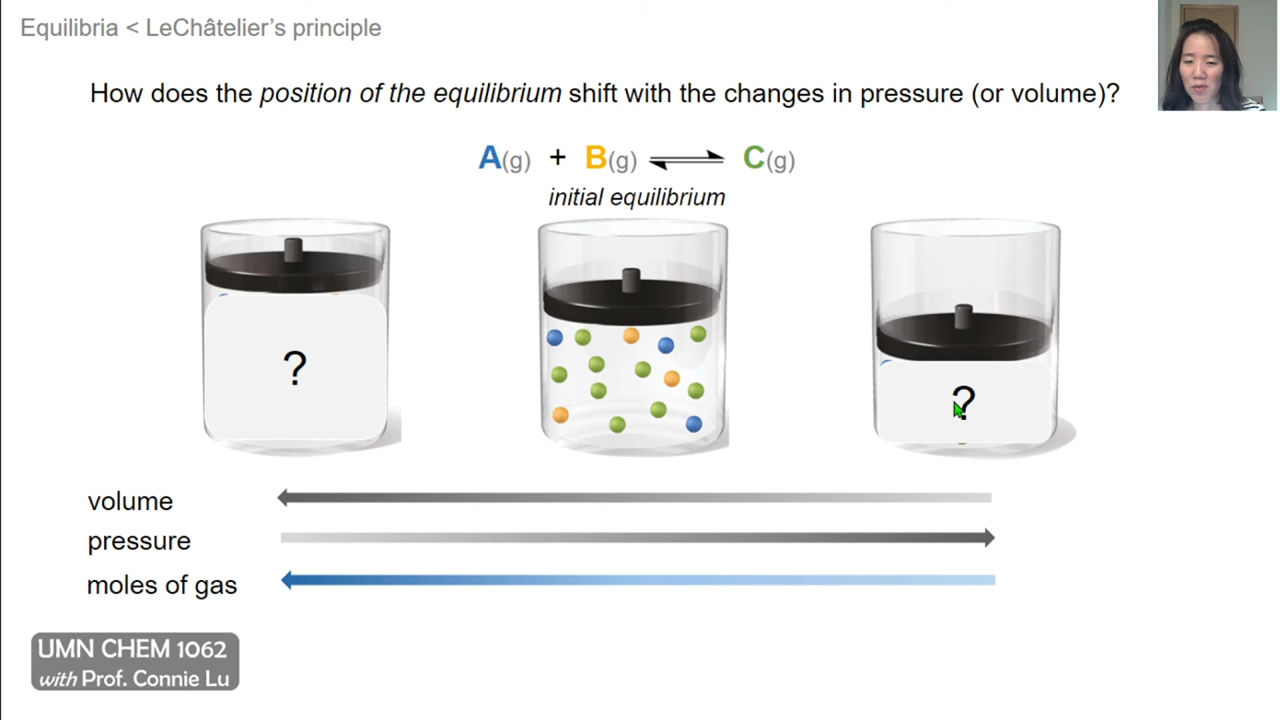 Equilibria < LeChâtelier's principle
How does the position of the equilibrium shift with the changes in pressure (or volume)?
A(g) + B(g) ⇌ C(g)
initial equilibrium
?
?
volume
pressure
moles of gas
UMN CHEM 1062
with Prof. Connie Lu